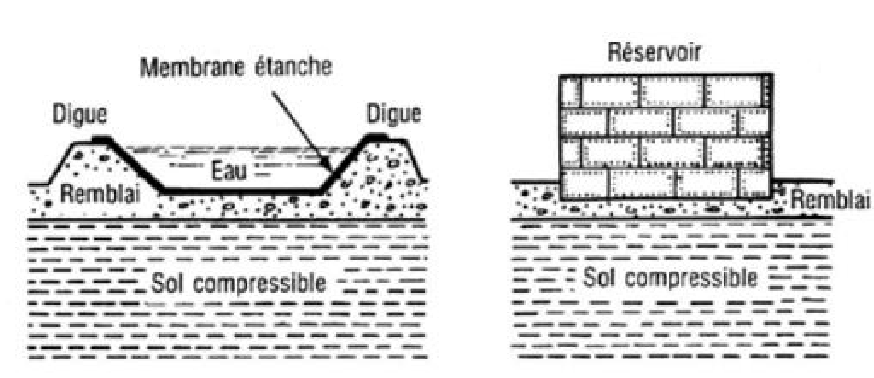 Membrane étanche
Digue
Digue
Eau
Remblai
Sol compressible
Réservoir
Remblai
Sol compressible